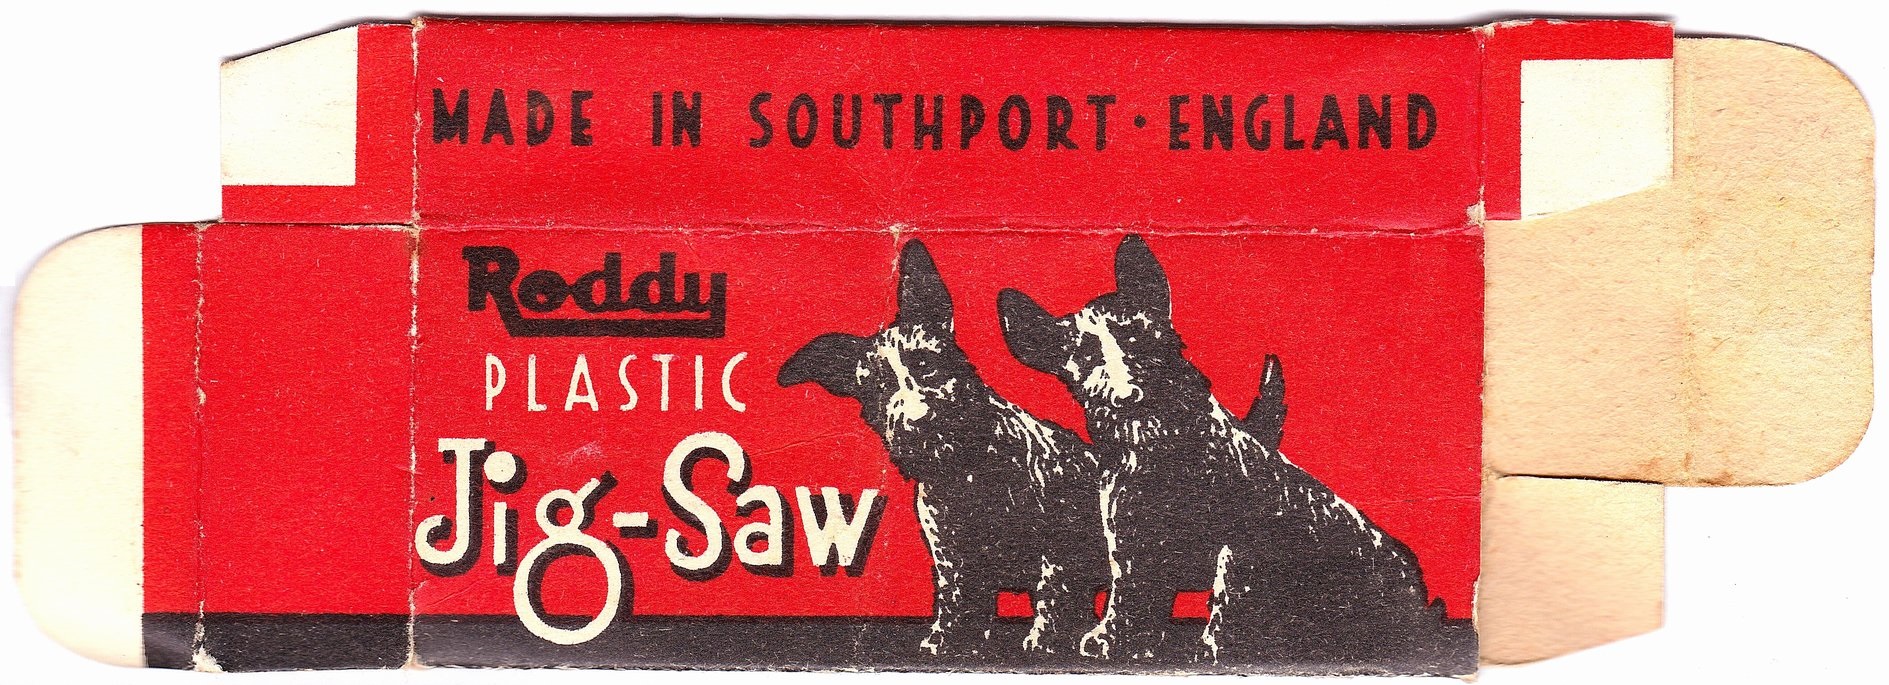 MADE IN SOUTHPORT · ENGLAND
Roddy
PLASTIC
Jig-Saw